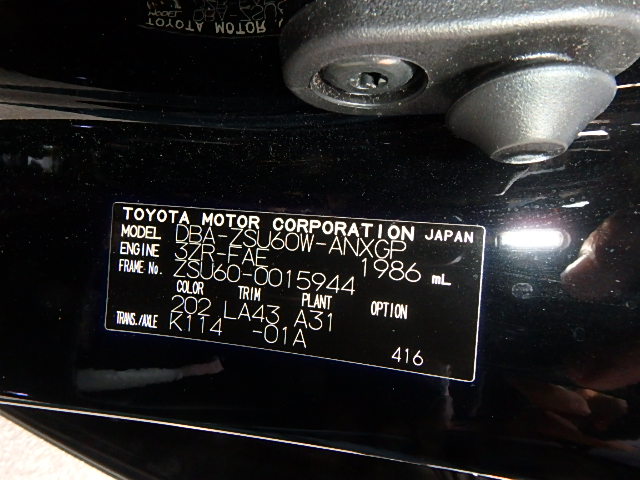 TOYOTA MOTOR CORPORATION JAPAN
MODEL DBA-ZSU60W-ANXGP
ENGINE 3ZR-FAE 1986 mL
FRAME No. ZSU60-0015944
COLOR TRIM PLANT OPTION
202 LA43 A31
TRANS./AXLE K114 -01A
416